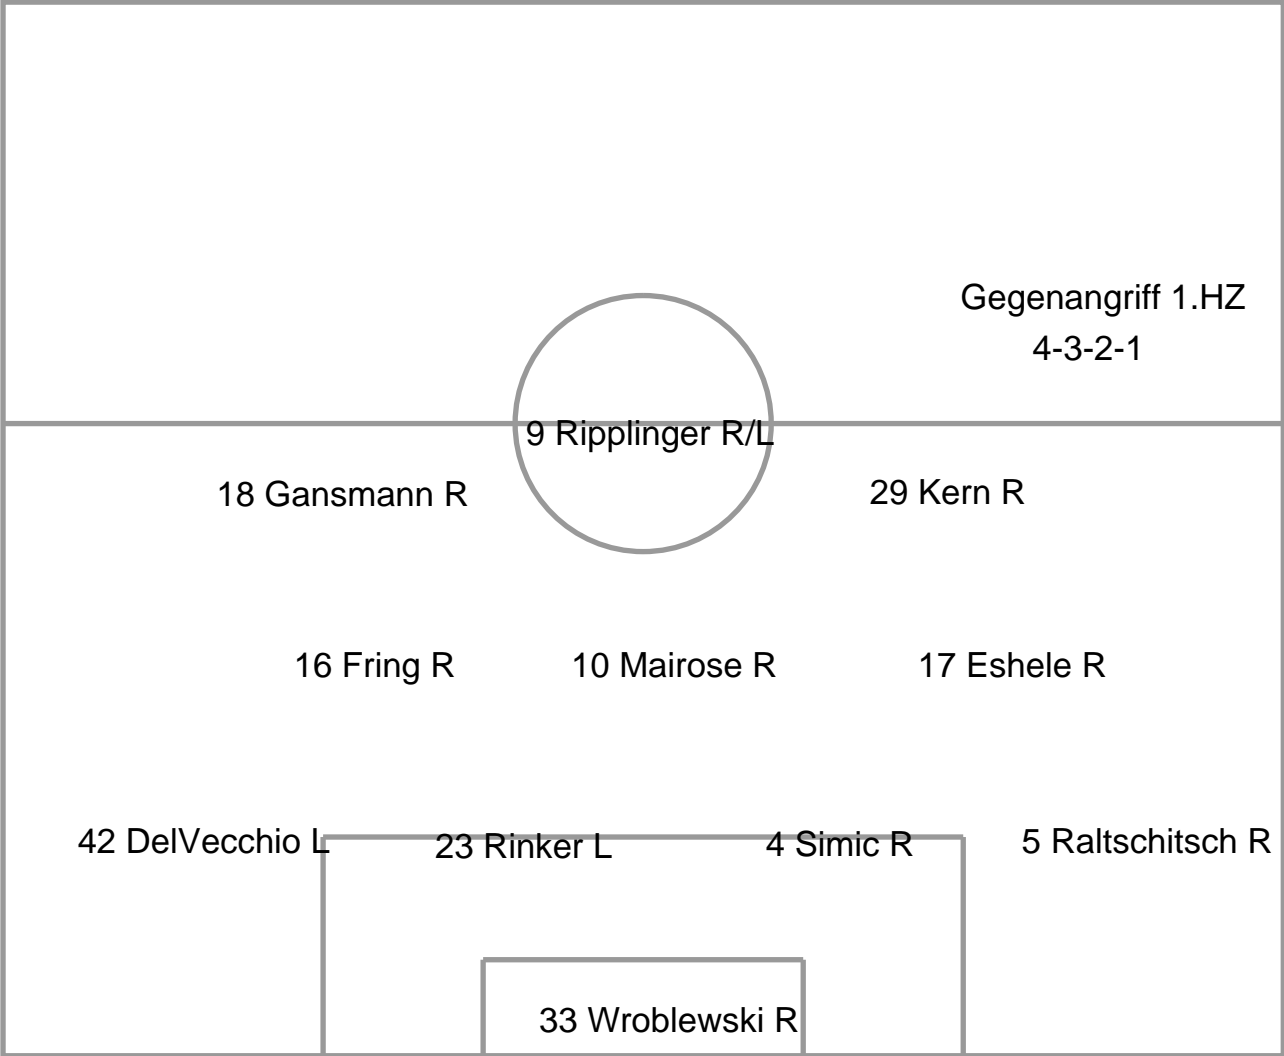 Gegenangriff 1.HZ
4-3-2-1
9 Ripplinger R/L
18 Gansmann R
29 Kern R
16 Fring R
10 Mairose R
17 Eshele R
42 DelVecchio L
23 Rinker L
4 Simic R
5 Raltschitsch R
33 Wroblewski R